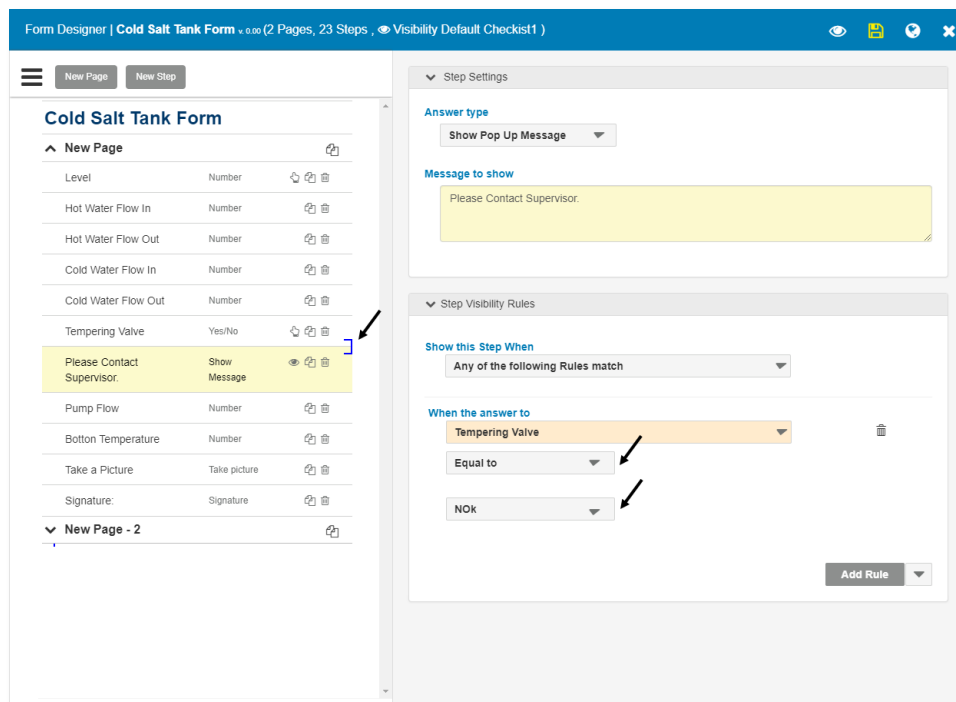 Form Designer | Cold Salt Tank Form v. 0.00 (2 Pages, 23 Steps , Visibility Default Checkist1 )
New Page New Step
Cold Salt Tank Form
New Page
Level Number
Hot Water Flow In Number
Hot Water Flow Out Number
Cold Water Flow In Number
Cold Water Flow Out Number
Tempering Valve Yes/No
Please Contact Show
Supervisor. Message
Pump Flow Number
Botton Temperature Number
Take a Picture Take picture
Signature: Signature
New Page - 2
Step Settings
Answer type
Show Pop Up Message
Message to show
Please Contact Supervisor.
Step Visibility Rules
Show this Step When
Any of the following Rules match
When the answer to
Tempering Valve
Equal to
NOk
Add Rule